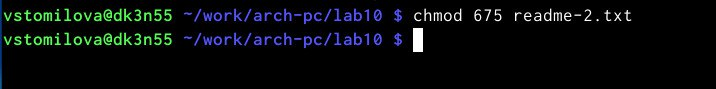 vstomilova@dk3n55 ~/work/arch-pc/lab10 $ chmod 675 readme-2.txt
vstomilova@dk3n55 ~/work/arch-pc/lab10 $